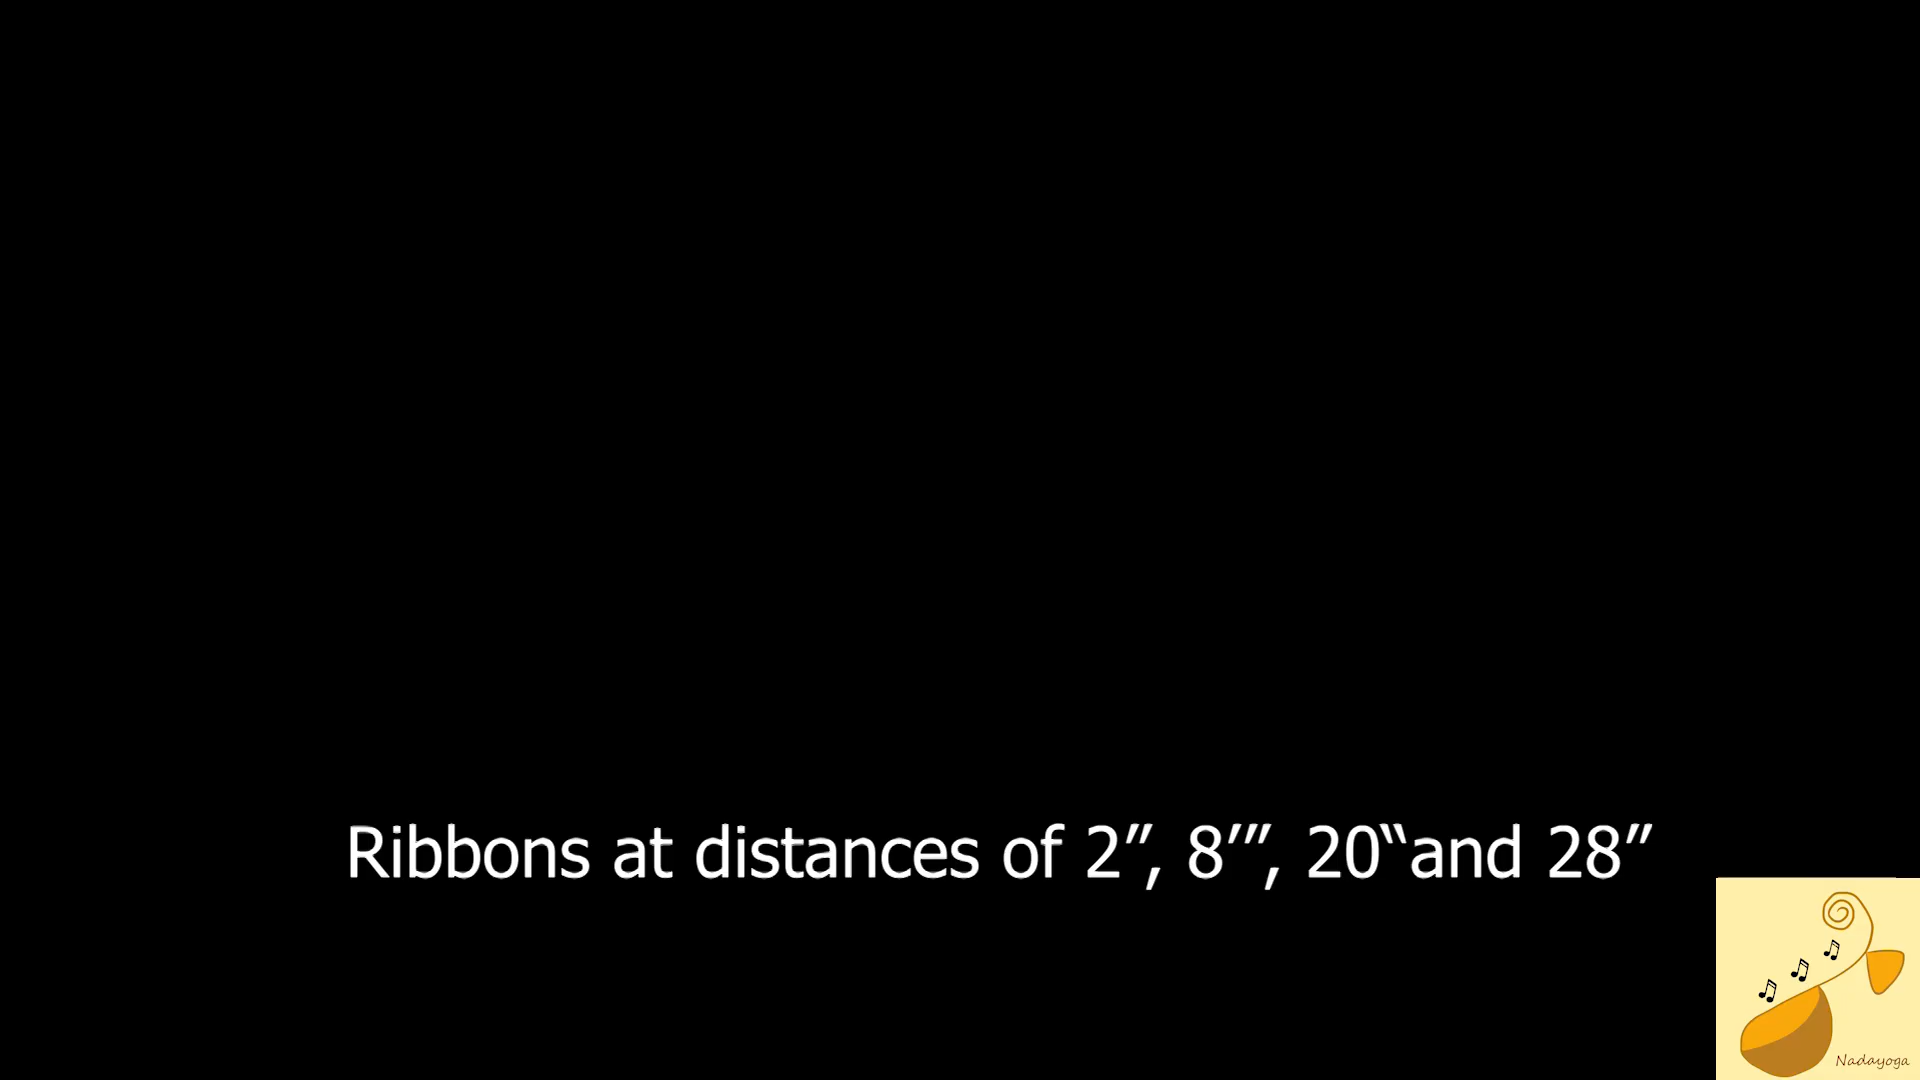 Ribbons at distances of 2”, 8’”, 20“and 28”
Nadayoga